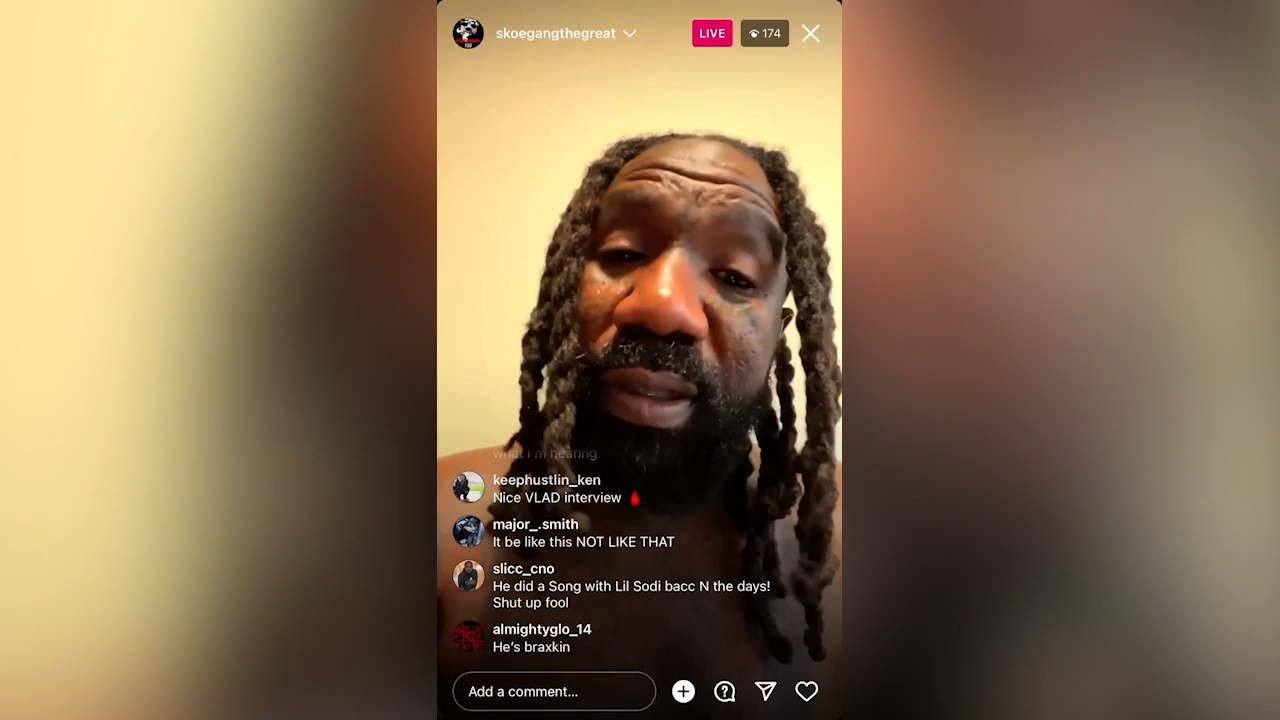 skoegangthegreat
LIVE
174
what i'm hearing
keephustlin_ken
Nice VLAD interview 🩸
major_.smith
It be like this NOT LIKE THAT
slicc_cno
He did a Song with Lil Sodi bacc N the days!
Shut up fool
almightyglo_14
He's braxkin
Add a comment...